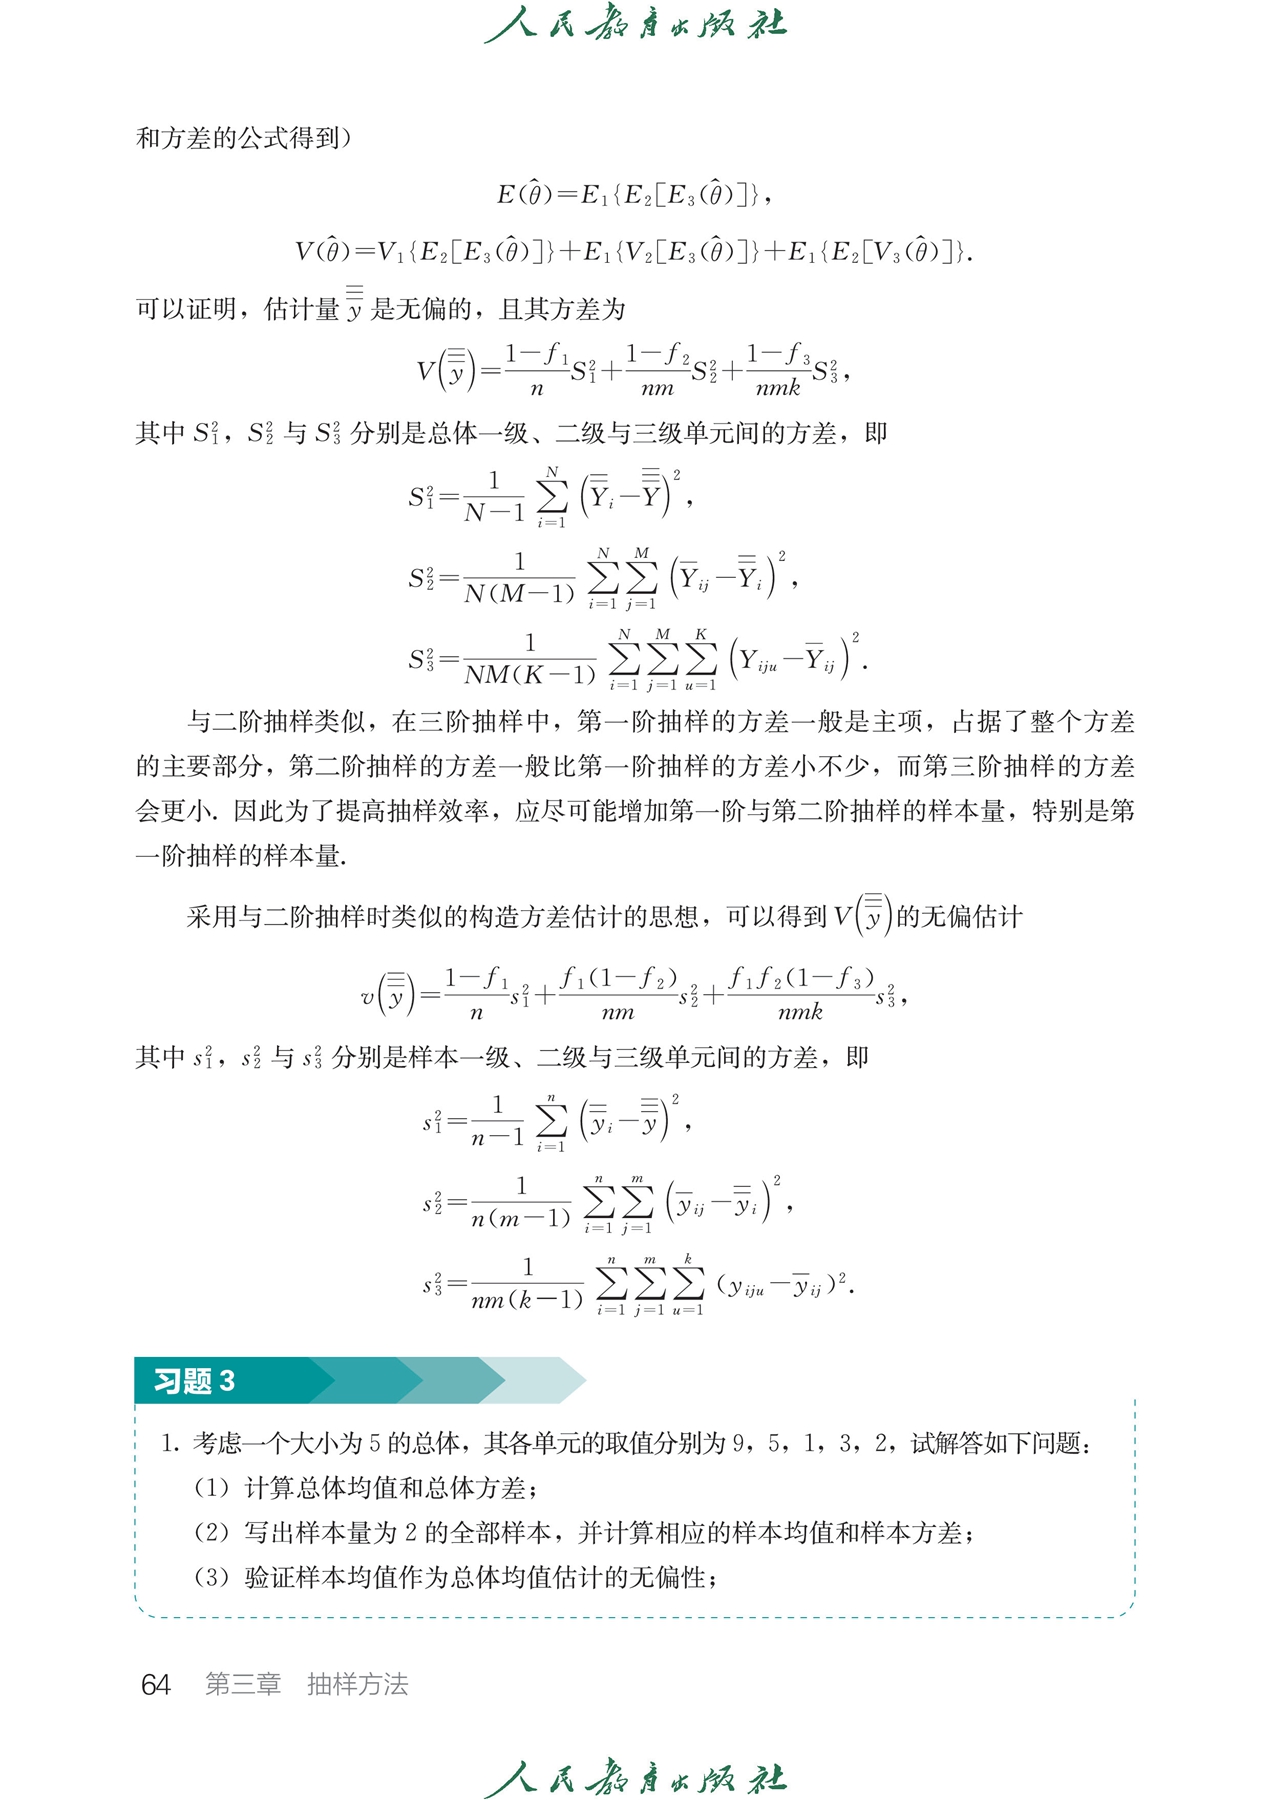 人民教育出版社
和方差的公式得到）
E(θ̂)=E₁{E₂[E₃(θ̂)]},
V(θ̂)=V₁{E₂[E₃(θ̂)]}+E₁{V₂[E₃(θ̂)]}+E₁{E₂[V₃(θ̂)]}.
可以证明，估计量 $\overline{\overline{\overline{y}}}$ 是无偏的，且其方差为
$V\left(\overline{\overline{\overline{y}}}\right)=\frac{1-f_1}{n}S_1^2+\frac{1-f_2}{nm}S_2^2+\frac{1-f_3}{nmk}S_3^2$，
其中 $S_1^2$，$S_2^2$ 与 $S_3^2$ 分别是总体一级、二级与三级单元间的方差，即
$S_1^2=\frac{1}{N-1}\sum_{i=1}^{N}\left(\overline{\overline{Y}}_i-\overline{\overline{\overline{Y}}}\right)^2$，
$S_2^2=\frac{1}{N(M-1)}\sum_{i=1}^{N}\sum_{j=1}^{M}\left(\overline{Y}_{ij}-\overline{\overline{Y}}_i\right)^2$，
$S_3^2=\frac{1}{NM(K-1)}\sum_{i=1}^{N}\sum_{j=1}^{M}\sum_{u=1}^{K}\left(Y_{iju}-\overline{Y}_{ij}\right)^2$.
与二阶抽样类似，在三阶抽样中，第一阶抽样的方差一般是主项，占据了整个方差
的主要部分，第二阶抽样的方差一般比第一阶抽样的方差小不少，而第三阶抽样的方差
会更小. 因此为了提高抽样效率，应尽可能增加第一阶与第二阶抽样的样本量，特别是第
一阶抽样的样本量.
采用与二阶抽样时类似的构造方差估计的思想，可以得到 $V\left(\overline{\overline{\overline{y}}}\right)$ 的无偏估计
$v\left(\overline{\overline{\overline{y}}}\right)=\frac{1-f_1}{n}s_1^2+\frac{f_1(1-f_2)}{nm}s_2^2+\frac{f_1f_2(1-f_3)}{nmk}s_3^2$，
其中 $s_1^2$，$s_2^2$ 与 $s_3^2$ 分别是样本一级、二级与三级单元间的方差，即
$s_1^2=\frac{1}{n-1}\sum_{i=1}^{n}\left(\overline{\overline{y}}_i-\overline{\overline{\overline{y}}}\right)^2$，
$s_2^2=\frac{1}{n(m-1)}\sum_{i=1}^{n}\sum_{j=1}^{m}\left(\overline{y}_{ij}-\overline{\overline{y}}_i\right)^2$，
$s_3^2=\frac{1}{nm(k-1)}\sum_{i=1}^{n}\sum_{j=1}^{m}\sum_{u=1}^{k}(y_{iju}-\overline{y}_{ij})^2$.
习题 3
1. 考虑一个大小为 5 的总体，其各单元的取值分别为 9，5，1，3，2，试解答如下问题：
（1）计算总体均值和总体方差；
（2）写出样本量为 2 的全部样本，并计算相应的样本均值和样本方差；
（3）验证样本均值作为总体均值估计的无偏性；
64 第三章 抽样方法
人民教育出版社